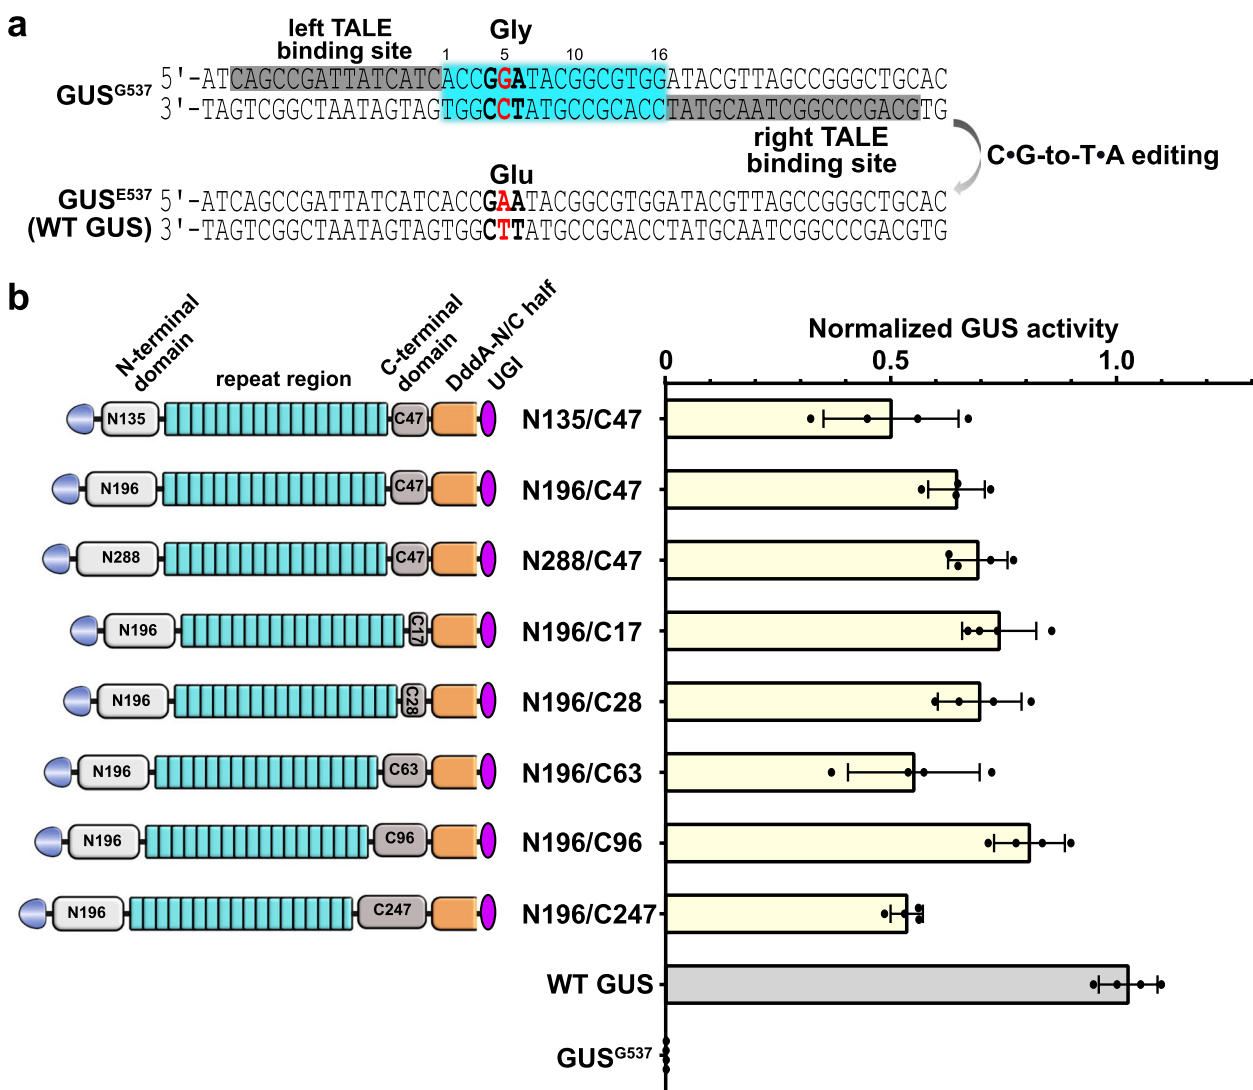 a
left TALE
binding site
Gly
1 5 10 16
GUSG537
5'-ATCAGCCGATTATCATCACCGGATACGGCGTGGATACGTTAGCCGGGCTGCAC
3'-TAGTCGGCTAATAGTAGTGGCCTATGCCGCACCTATGCAATCGGCCCGACGTG
right TALE
binding site
C•G-to-T•A editing
Glu
GUSE537
(WT GUS)
5'-ATCAGCCGATTATCATCACCGAATACGGCGTGGATACGTTAGCCGGGCTGCAC
3'-TAGTCGGCTAATAGTAGTGGCTTATGCCGCACCTATGCAATCGGCCCGACGTG
b
N-terminal
domain
repeat region
C-terminal
domain
DddA-N/C half
UGI
Normalized GUS activity
0 0.5 1.0
N135 C47 N135/C47
N196 C47 N196/C47
N288 C47 N288/C47
N196 C17 N196/C17
N196 C28 N196/C28
N196 C63 N196/C63
N196 C96 N196/C96
N196 C247 N196/C247
WT GUS
GUSG537